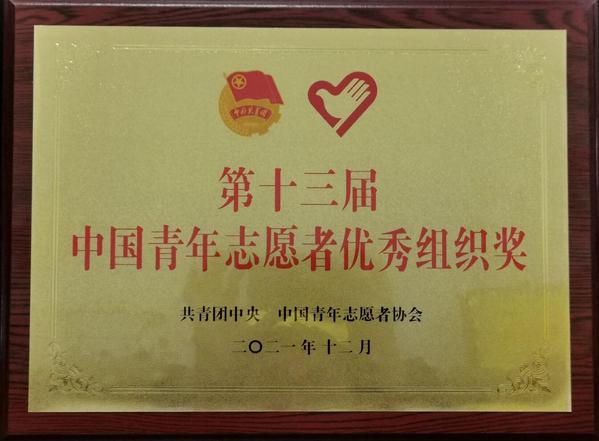 中国共青团
第十三届
中国青年志愿者优秀组织奖
共青团中央 中国青年志愿者协会
二〇二一年十二月